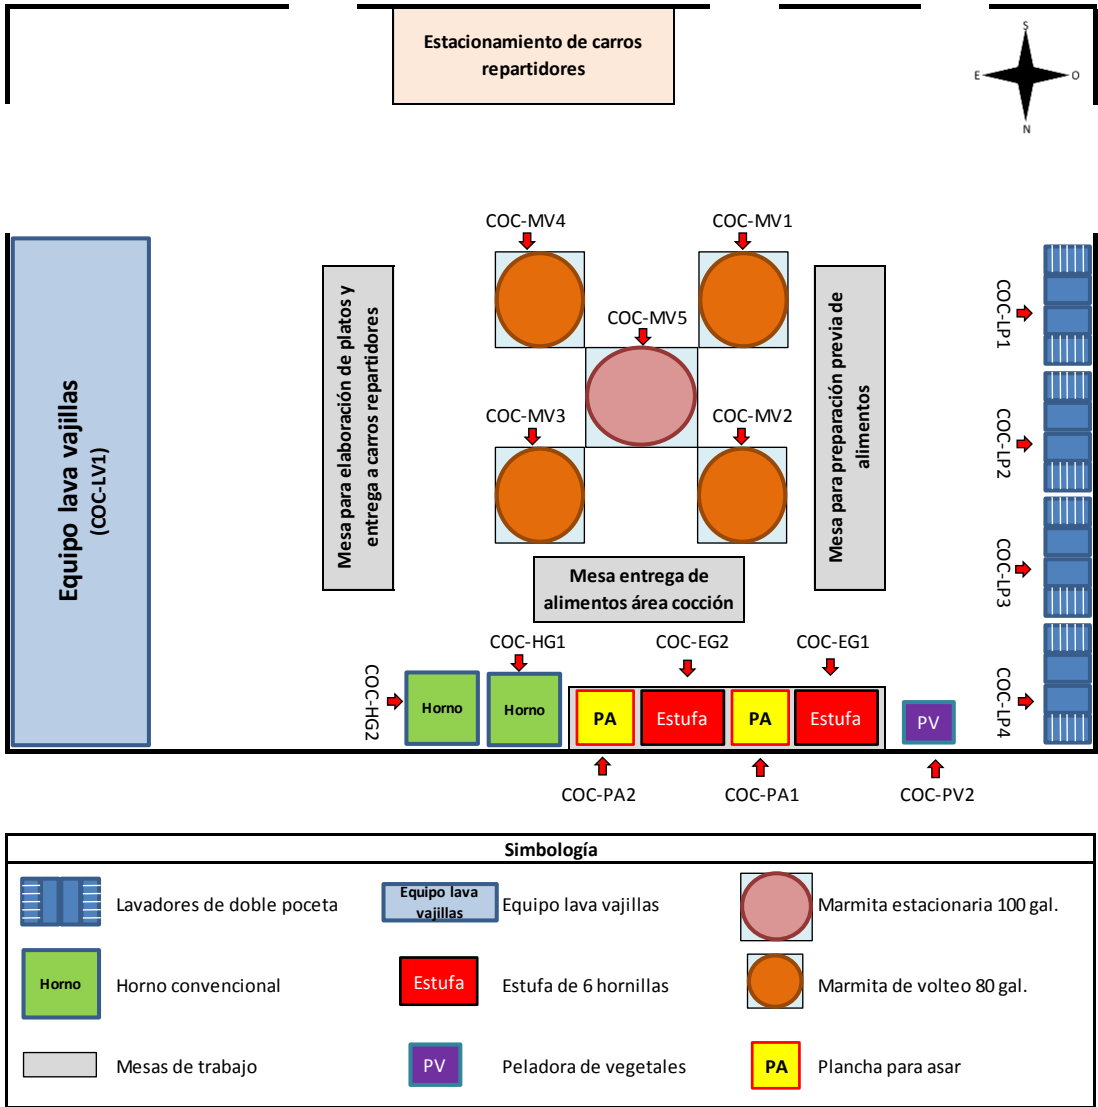 Estacionamiento de carros
repartidores
S
E
O
N
COC-MV4
COC-MV1
COC-MV5
COC-MV3
COC-MV2
Equipo lava vajillas
(COC-LV1)
Mesa para elaboración de platos y
entrega a carros repartidores
Mesa para preparación previa de
alimentos
COC-LP1
COC-LP2
COC-LP3
COC-LP4
Mesa entrega de
alimentos área cocción
COC-HG1
COC-EG2
COC-EG1
COC-HG2
Horno
Horno
PA
Estufa
PA
Estufa
PV
COC-PA2
COC-PA1
COC-PV2
Simbología
Lavadores de doble poceta
Equipo lava
vajillas
Equipo lava vajillas
Marmita estacionaria 100 gal.
Horno
Horno convencional
Estufa
Estufa de 6 hornillas
Marmita de volteo 80 gal.
Mesas de trabajo
PV
Peladora de vegetales
PA
Plancha para asar